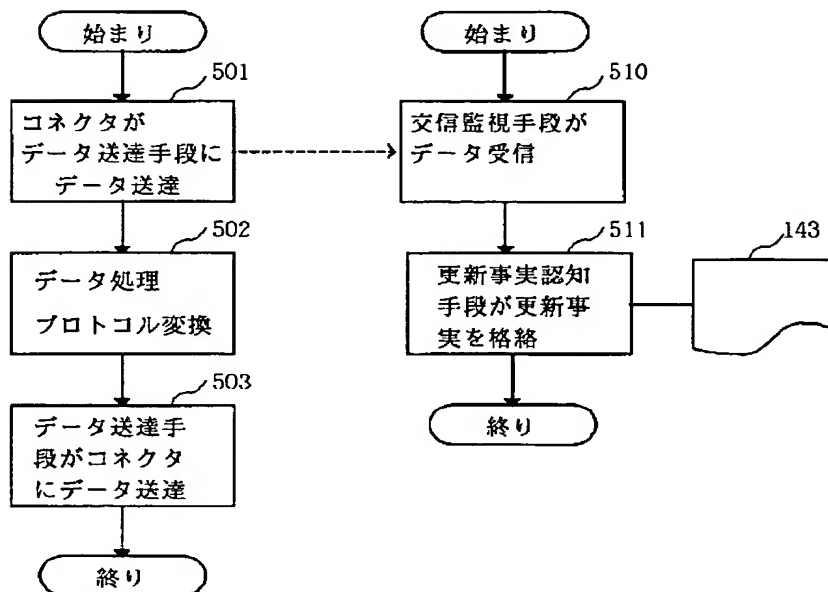 始まり
501
コネクタが
データ送達手段に
データ送達
502
データ処理
プロトコル変換
503
データ送達手
段がコネクタ
にデータ送達
終り
始まり
510
交信監視手段が
データ受信
511
更新事実認知
手段が更新事
実を格絡
143
終り